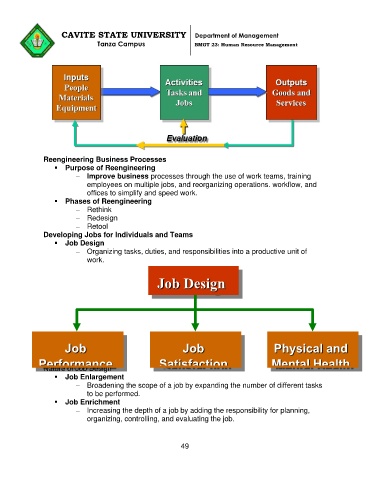 CAVITE STATE UNIVERSITY
Tanza Campus
Department of Management
BMGT 23: Human Resource Management
Inputs
People
Materials
Equipment
Activities
Tasks and
Jobs
Outputs
Goods and
Services
Evaluation
Reengineering Business Processes
▪ Purpose of Reengineering
– Improve business processes through the use of work teams, training
employees on multiple jobs, and reorganizing operations, workflow, and
offices to simplify and speed work.
▪ Phases of Reengineering
– Rethink
– Redesign
– Retool
Developing Jobs for Individuals and Teams
▪ Job Design
– Organizing tasks, duties, and responsibilities into a productive unit of
work.
Job Design
Job
Performance
Job
Satisfaction
Physical and
Mental Health
Nature of Job Design
▪ Job Enlargement
– Broadening the scope of a job by expanding the number of different tasks
to be performed.
▪ Job Enrichment
– Increasing the depth of a job by adding the responsibility for planning,
organizing, controlling, and evaluating the job.
49